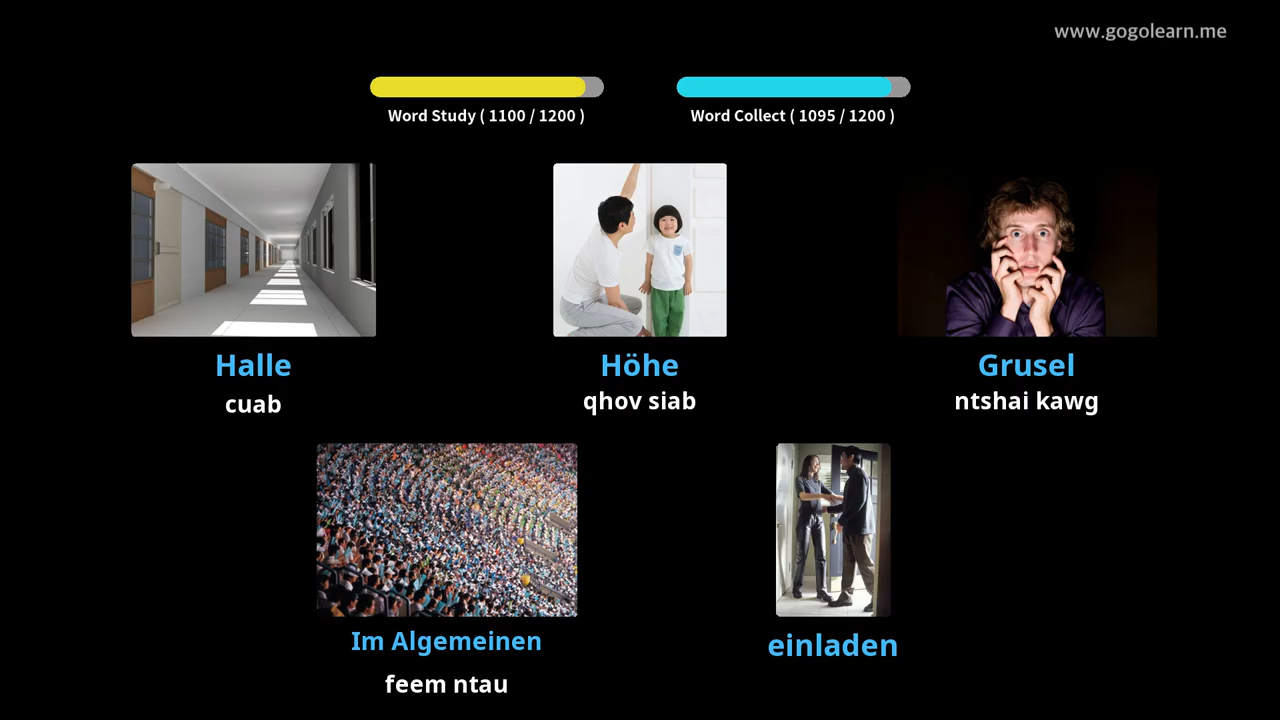 www.gogolearn.me
Word Study ( 1100 / 1200 )
Word Collect ( 1095 / 1200 )
Halle
cuab
Höhe
qhov siab
Grusel
ntshai kawg
Im Algemeinen
feem ntau
einladen